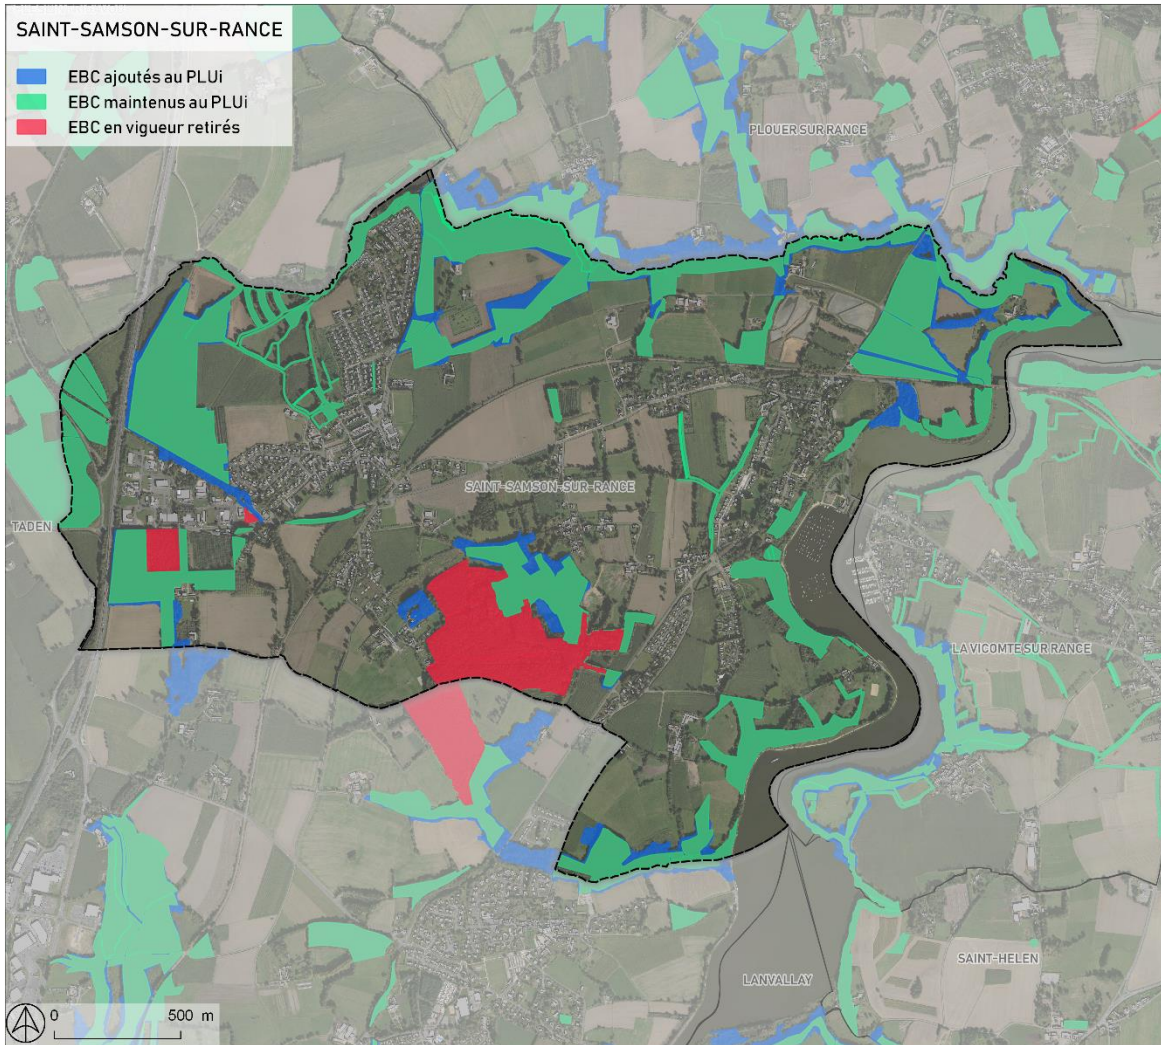 SAINT-SAMSON-SUR-RANCE
EBC ajoutés au PLUi
EBC maintenus au PLUi
EBC en vigueur retirés
PLOUER SUR RANCE
SAINT-SAMSON-SUR-RANCE
TADEN
LA VICOMTE SUR RANCE
SAINT-HELEN
LANVALLAY
0 500 m